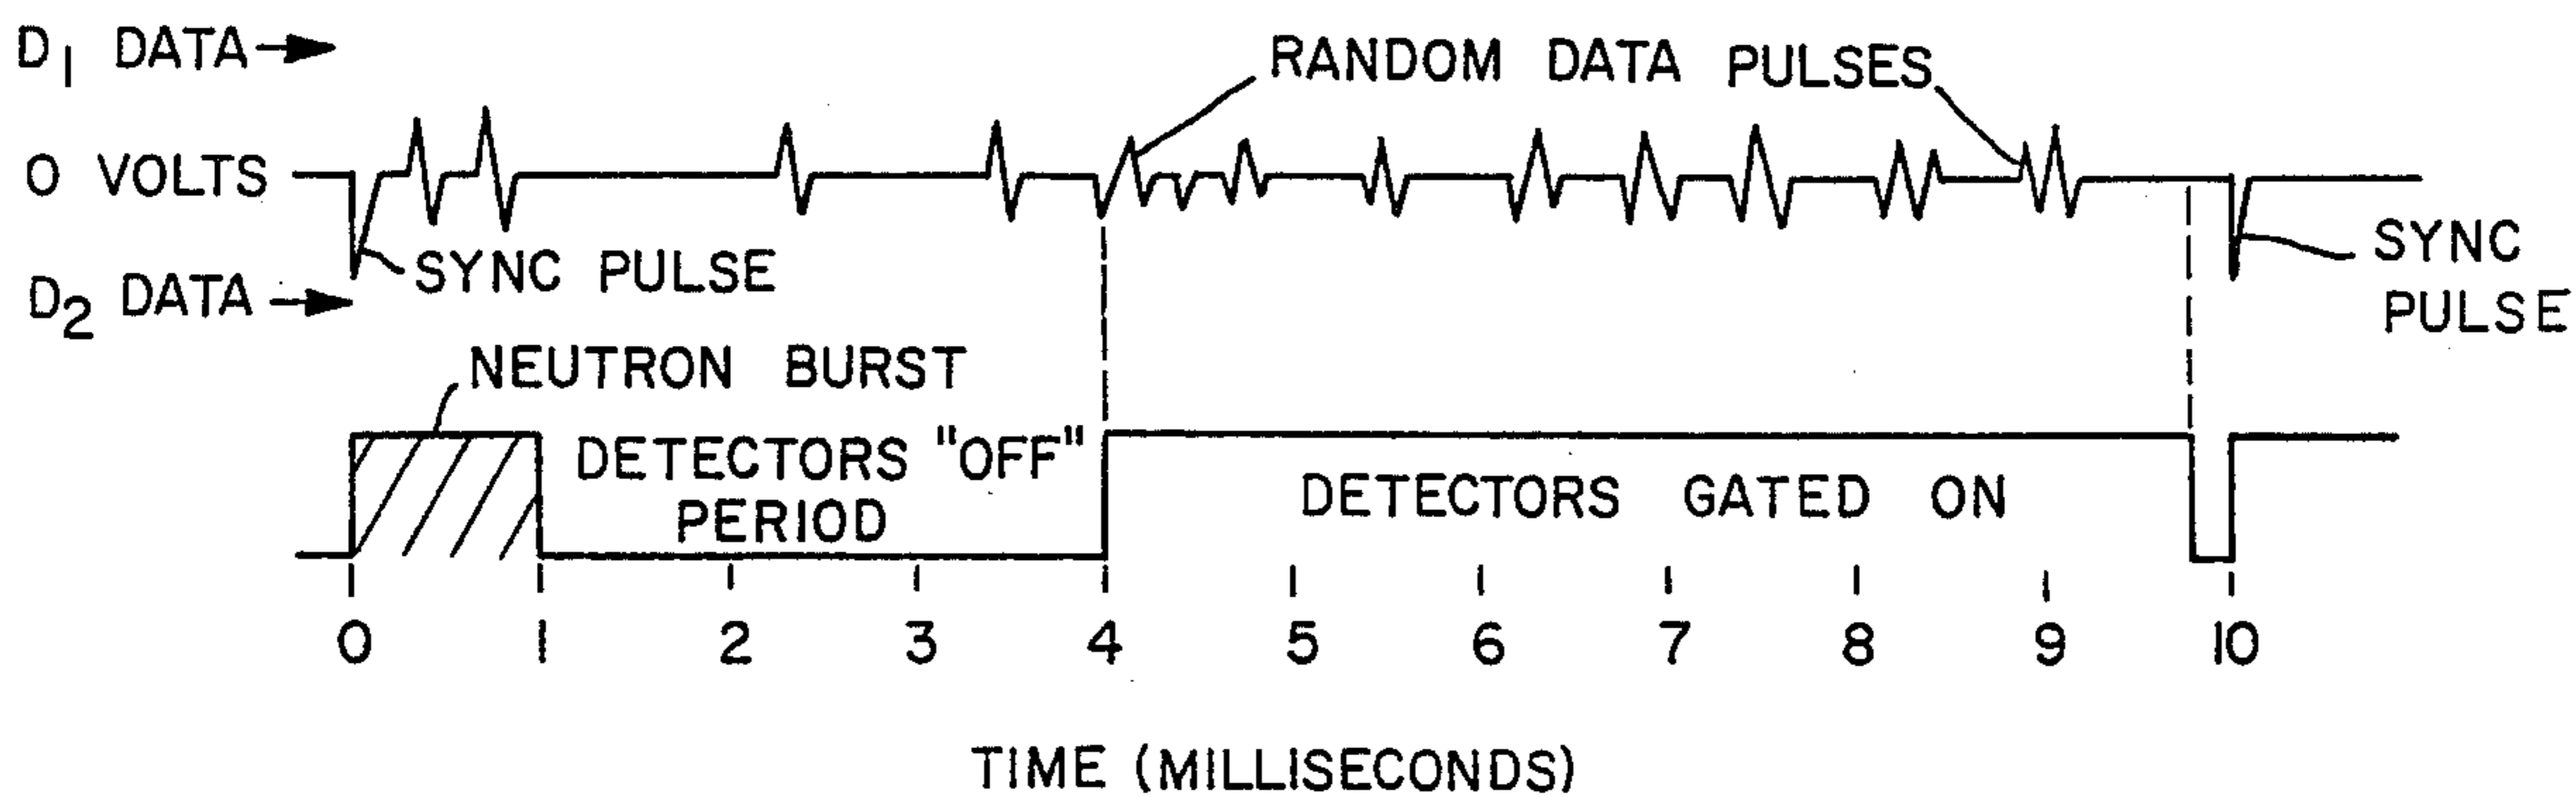 D1 DATA
RANDOM DATA PULSES
0 VOLTS
SYNC PULSE
SYNC
PULSE
D2 DATA
NEUTRON BURST
DETECTORS "OFF"
PERIOD
DETECTORS GATED ON
0 1 2 3 4 5 6 7 8 9 10
TIME (MILLISECONDS)